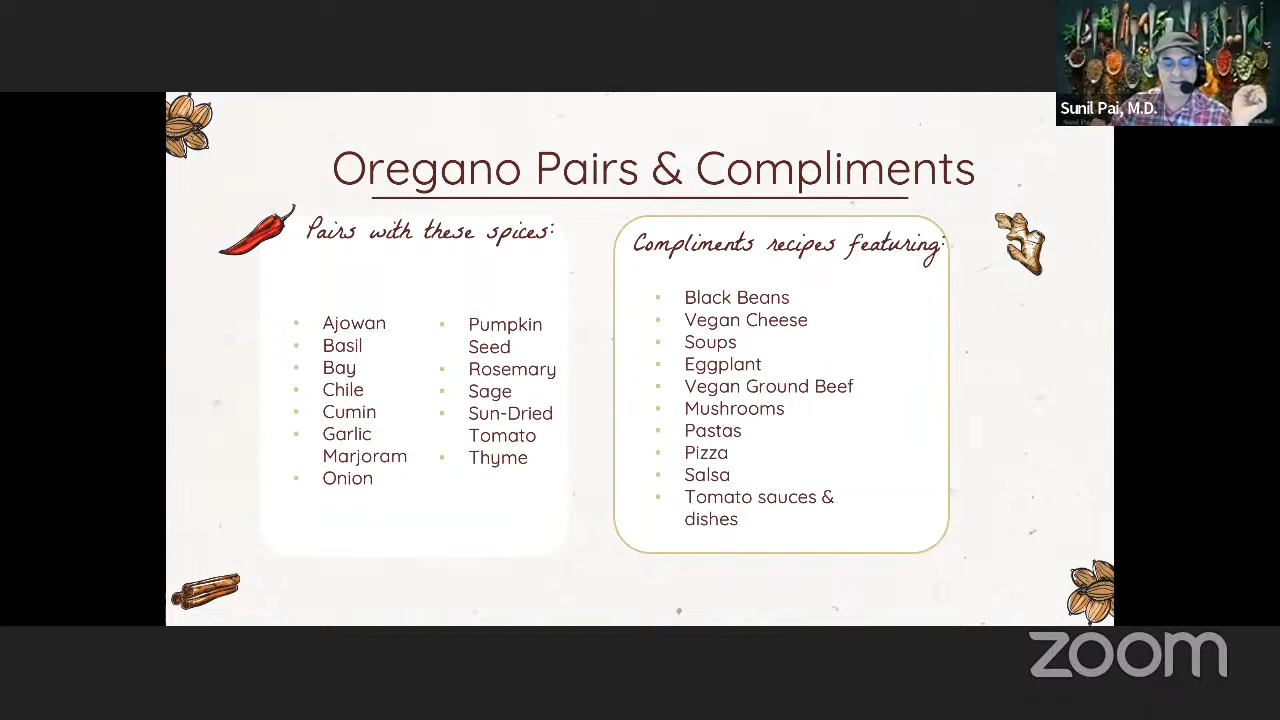 Sunil Pai, M.D.
Oregano Pairs & Compliments
Pairs with these spices:
Ajowan
Basil
Bay
Chile
Cumin
Garlic
Marjoram
Onion
Pumpkin
Seed
Rosemary
Sage
Sun-Dried
Tomato
Thyme
Compliments recipes featuring:
Black Beans
Vegan Cheese
Soups
Eggplant
Vegan Ground Beef
Mushrooms
Pastas
Pizza
Salsa
Tomato sauces &
dishes
zoom